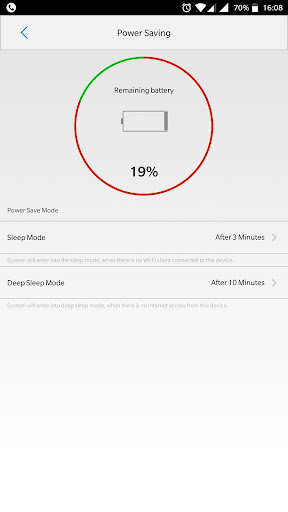 70% 16:08
Power Saving
Remaining battery
19%
Power Save Mode
Sleep Mode After 3 Minutes
System will enter into the sleep mode, when there is no Wi-Fi client connected to this device.
Deep Sleep Mode After 10 Minutes
System will enter into deep sleep mode, when there is no internet access from this device.